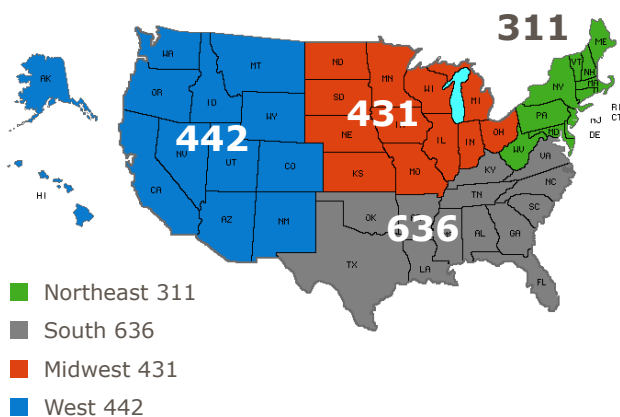 311
ME
WA
VT
NH
MT
ND
MN
AK
NY
MA
OR
SD
WI
MI
RI
ID
WY
431
PA
CT
NJ
442
NE
OH
MD
DE
NV
UT
IL
IN
WV
CO
VA
CA
KS
MO
KY
HI
NC
TN
AZ
NM
OK
SC
636
AL
GA
TX
LA
FL
Northeast 311
South 636
Midwest 431
West 442